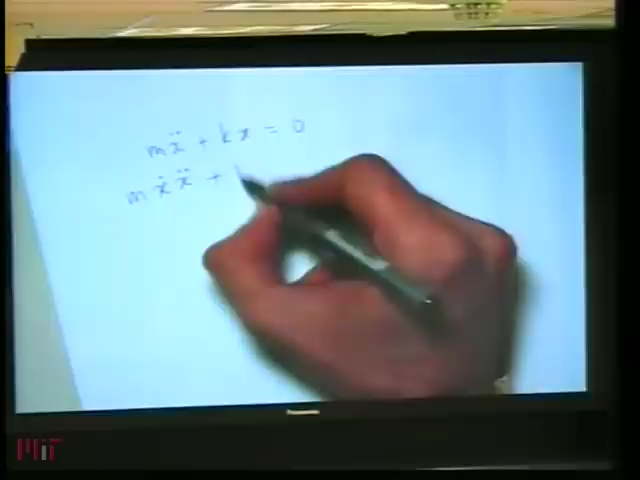 mẍ + kx = 0
mẋẍ +
MIT